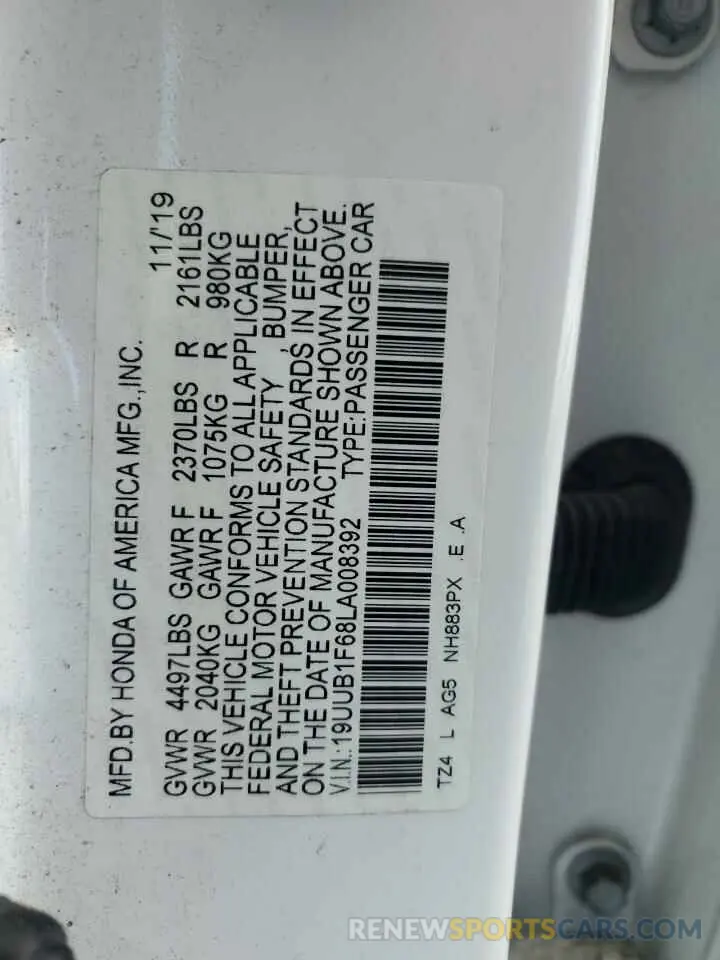 MFD.BY HONDA OF AMERICA MFG.,INC.
11/'19
GVWR 4497LBS GAWR F 2370LBS R 2161LBS
GVWR 2040KG GAWR F 1075KG R 980KG
THIS VEHICLE CONFORMS TO ALL APPLICABLE
FEDERAL MOTOR VEHICLE SAFETY , BUMPER,
AND THEFT PREVENTION STANDARDS IN EFFECT
ON THE DATE OF MANUFACTURE SHOWN ABOVE.
V.I.N.:19UUB1F68LA008392 TYPE:PASSENGER CAR
TZ4 L AG5 NH883PX .E .A
RENEWSPORTSCARS.COM